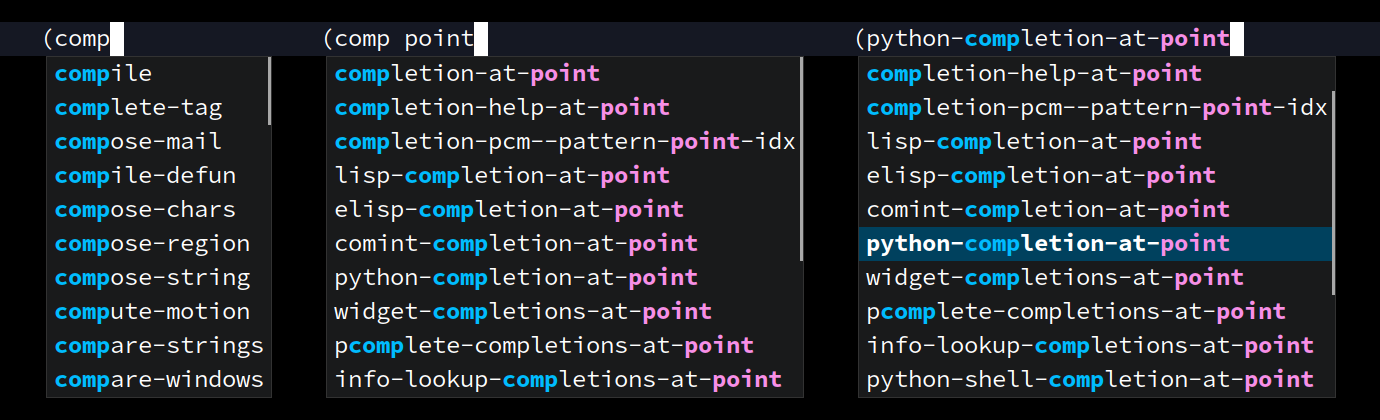 (comp
compile
complete-tag
compose-mail
compile-defun
compose-chars
compose-region
compose-string
compute-motion
compare-strings
compare-windows
(comp point
completion-at-point
completion-help-at-point
completion-pcm--pattern-point-idx
lisp-completion-at-point
elisp-completion-at-point
comint-completion-at-point
python-completion-at-point
widget-completions-at-point
pcomplete-completions-at-point
info-lookup-completions-at-point
(python-completion-at-point
completion-help-at-point
completion-pcm--pattern-point-idx
lisp-completion-at-point
elisp-completion-at-point
comint-completion-at-point
python-completion-at-point
widget-completions-at-point
pcomplete-completions-at-point
info-lookup-completions-at-point
python-shell-completion-at-point